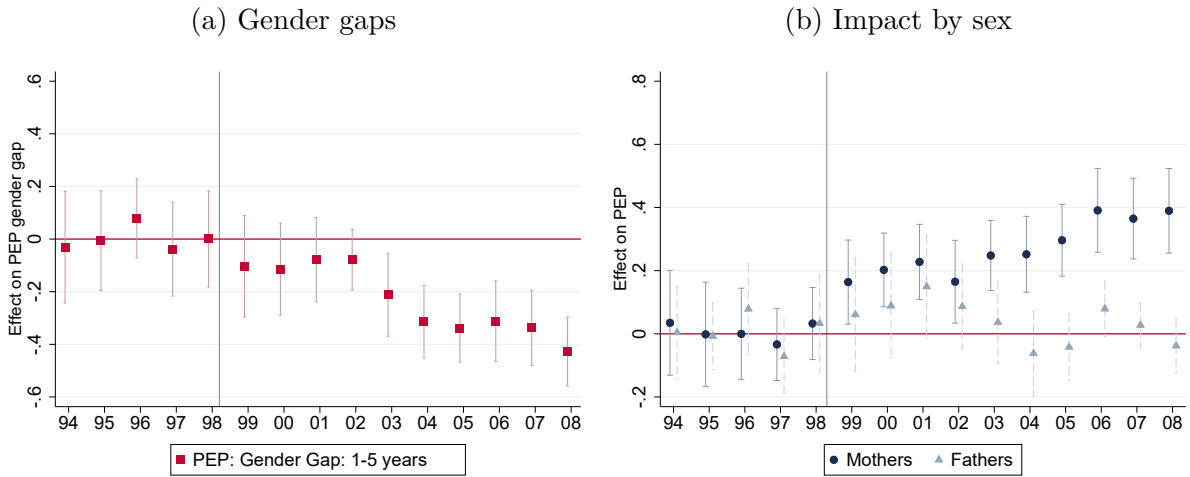 (a) Gender gaps
Effect on PEP gender gap
.6
.4
.2
0
-.2
-.4
-.6
94 95 96 97 98 99 00 01 02 03 04 05 06 07 08
PEP: Gender Gap: 1-5 years
(b) Impact by sex
Effect on PEP
.8
.6
.4
.2
0
-.2
94 95 96 97 98 99 00 01 02 03 04 05 06 07 08
Mothers Fathers